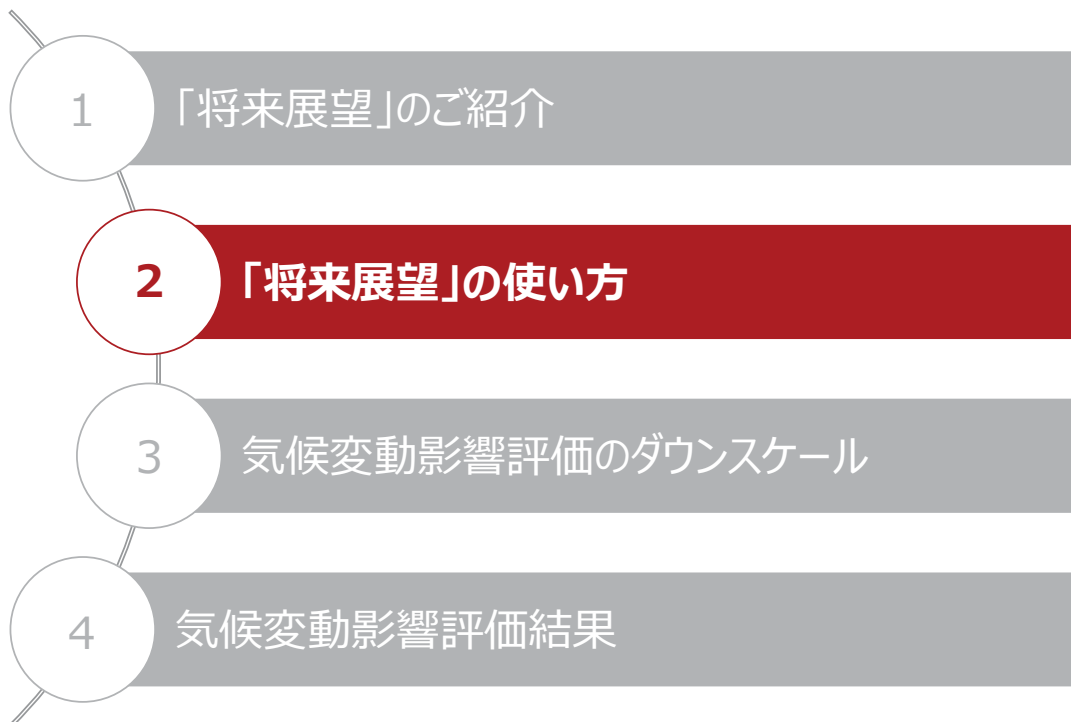 1
「将来展望」のご紹介
2
「将来展望」の使い方
3
気候変動影響評価のダウンスケール
4
気候変動影響評価結果